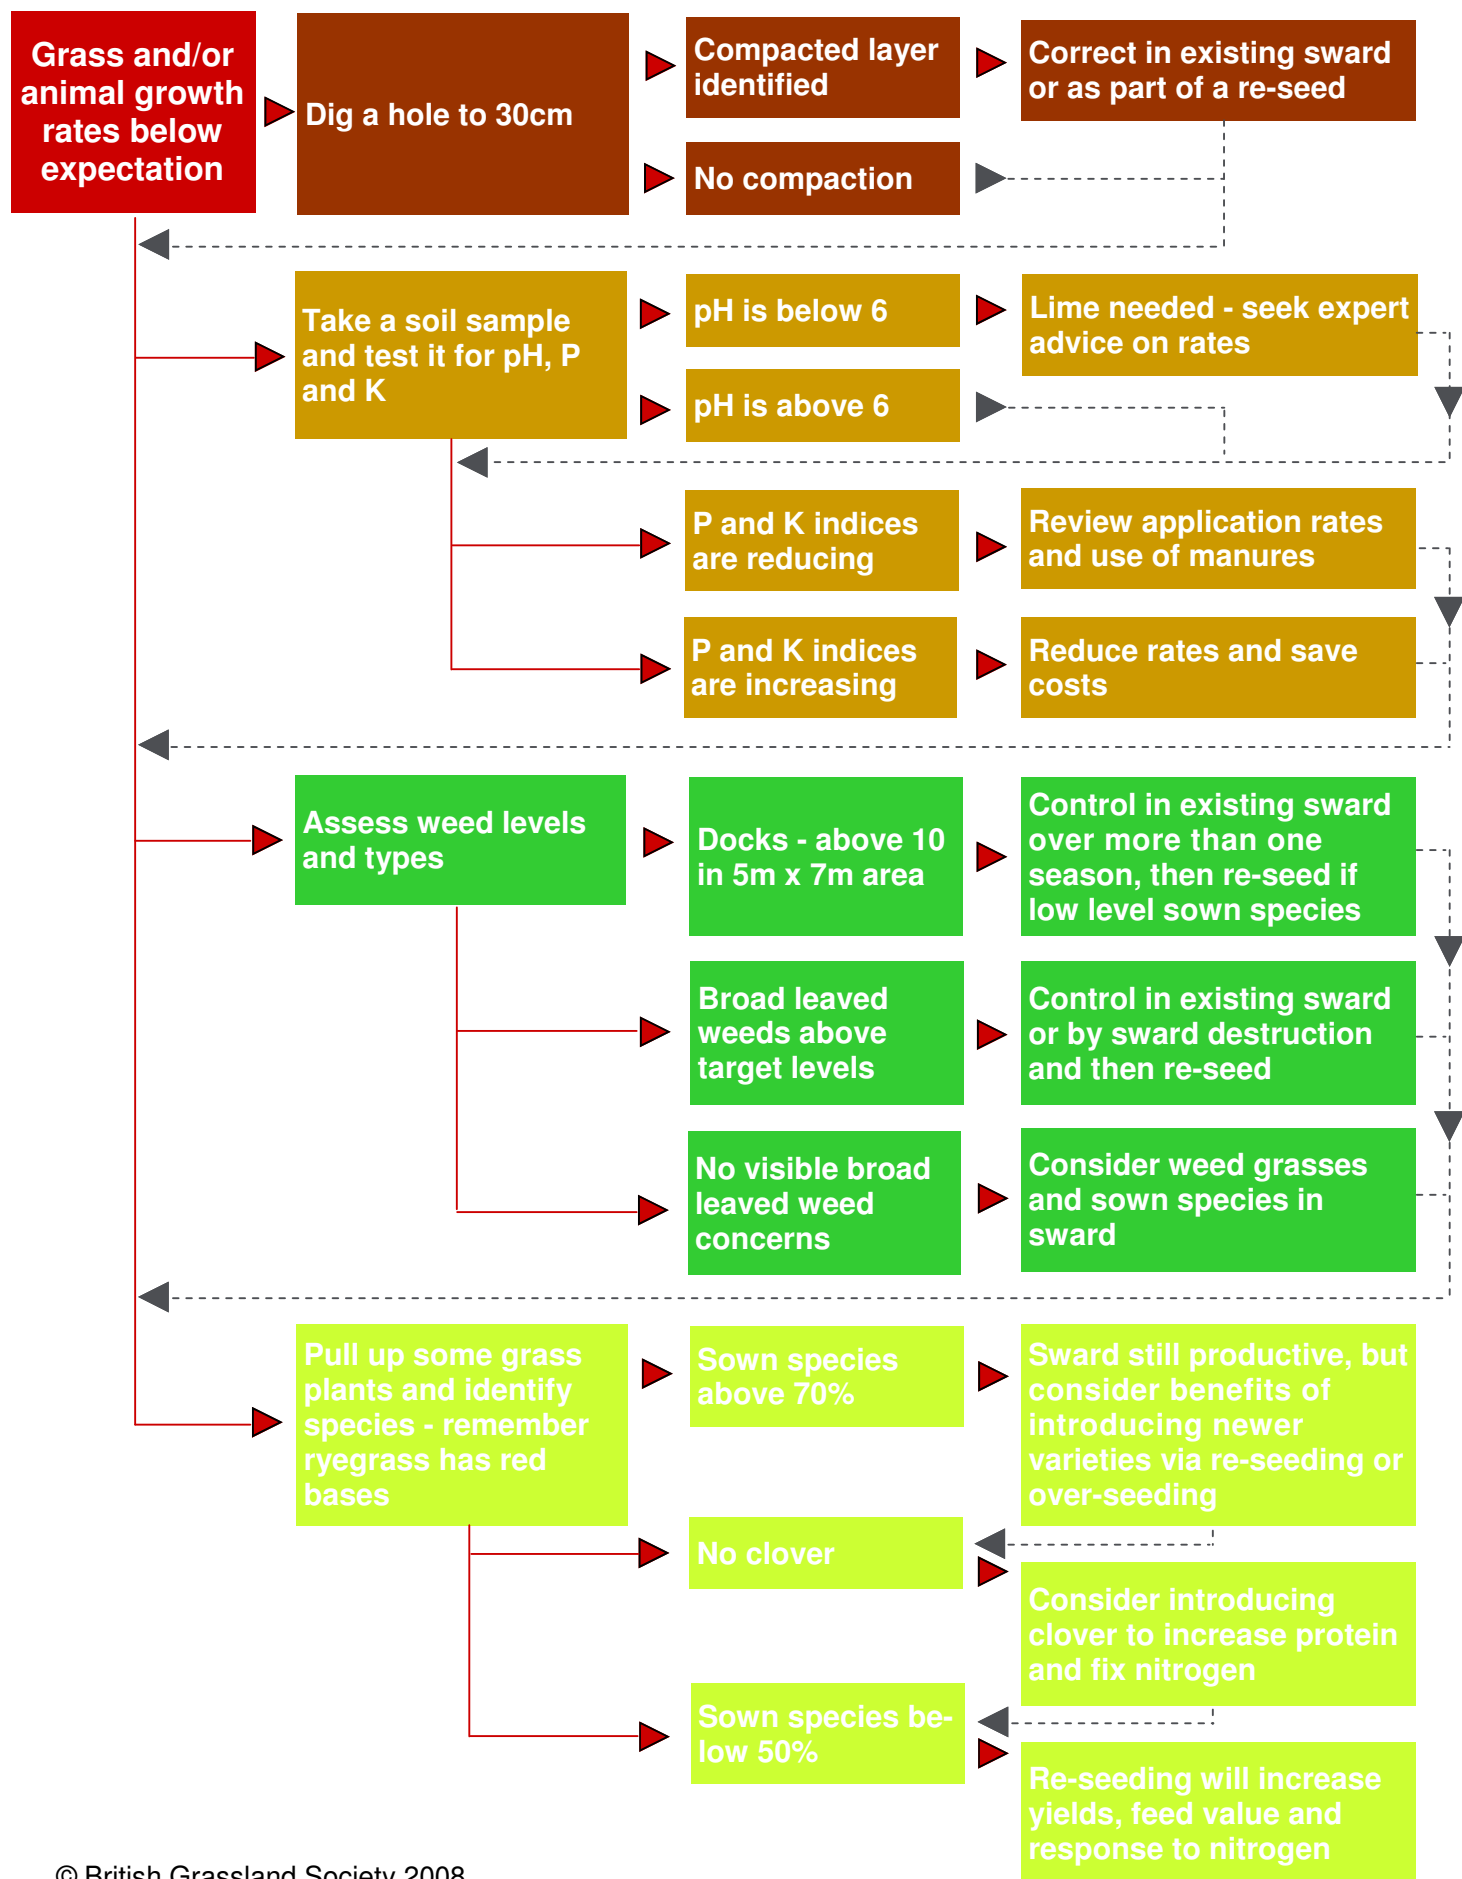 Grass and/or
animal growth
rates below
expectation
Dig a hole to 30cm
Compacted layer
identified
Correct in existing sward
or as part of a re-seed
No compaction
Take a soil sample
and test it for pH, P
and K
pH is below 6
Lime needed - seek expert
advice on rates
pH is above 6
P and K indices
are reducing
Review application rates
and use of manures
P and K indices
are increasing
Reduce rates and save
costs
Assess weed levels
and types
Docks - above 10
in 5m x 7m area
Control in existing sward
over more than one
season, then re-seed if
low level sown species
Broad leaved
weeds above
target levels
Control in existing sward
or by sward destruction
and then re-seed
No visible broad
leaved weed
concerns
Consider weed grasses
and sown species in
sward
Pull up some grass
plants and identify
species - remember
ryegrass has red
bases
Sown species
above 70%
Sward still productive, but
consider benefits of
introducing newer
varieties via re-seeding or
over-seeding
No clover
Consider introducing
clover to increase protein
and fix nitrogen
Sown species be-
low 50%
Re-seeding will increase
yields, feed value and
response to nitrogen
© British Grassland Society 2008